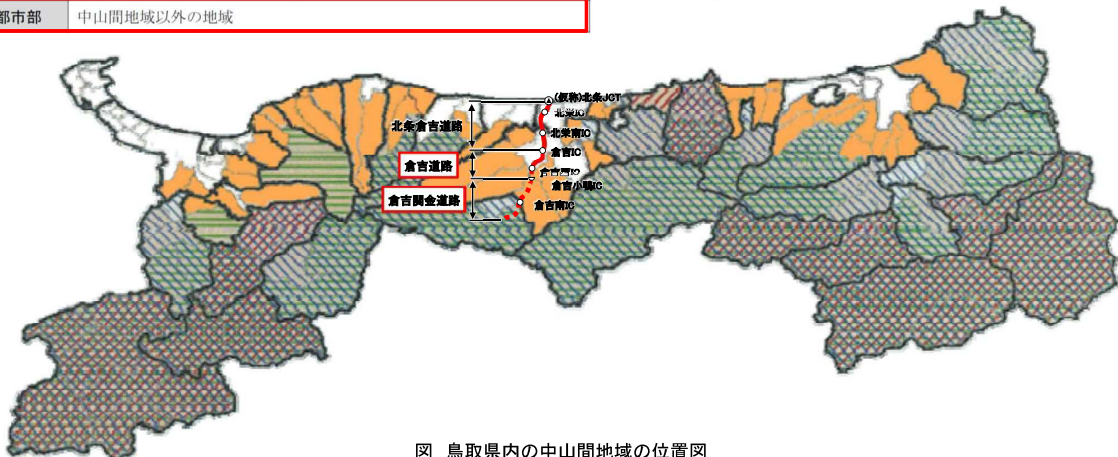 都市部 中山間地域以外の地域
(仮称)北条JCT
北栄IC
北条倉吉道路
北栄南IC
倉吉IC
倉吉道路
倉吉西IC
倉吉小鴨IC
倉吉関金道路
倉吉南IC
図 鳥取県内の中山間地域の位置図